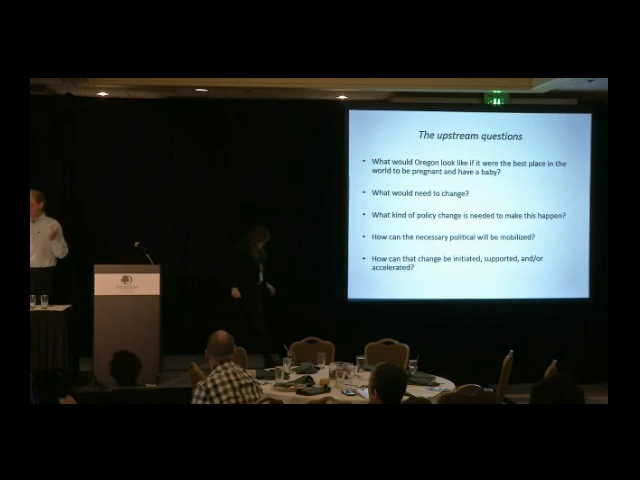 The upstream questions
• What would Oregon look like if it were the best place in the
world to be pregnant and have a baby?
• What would need to change?
• What kind of policy change is needed to make this happen?
• How can the necessary political will be mobilized?
• How can that change be initiated, supported, and/or
accelerated?